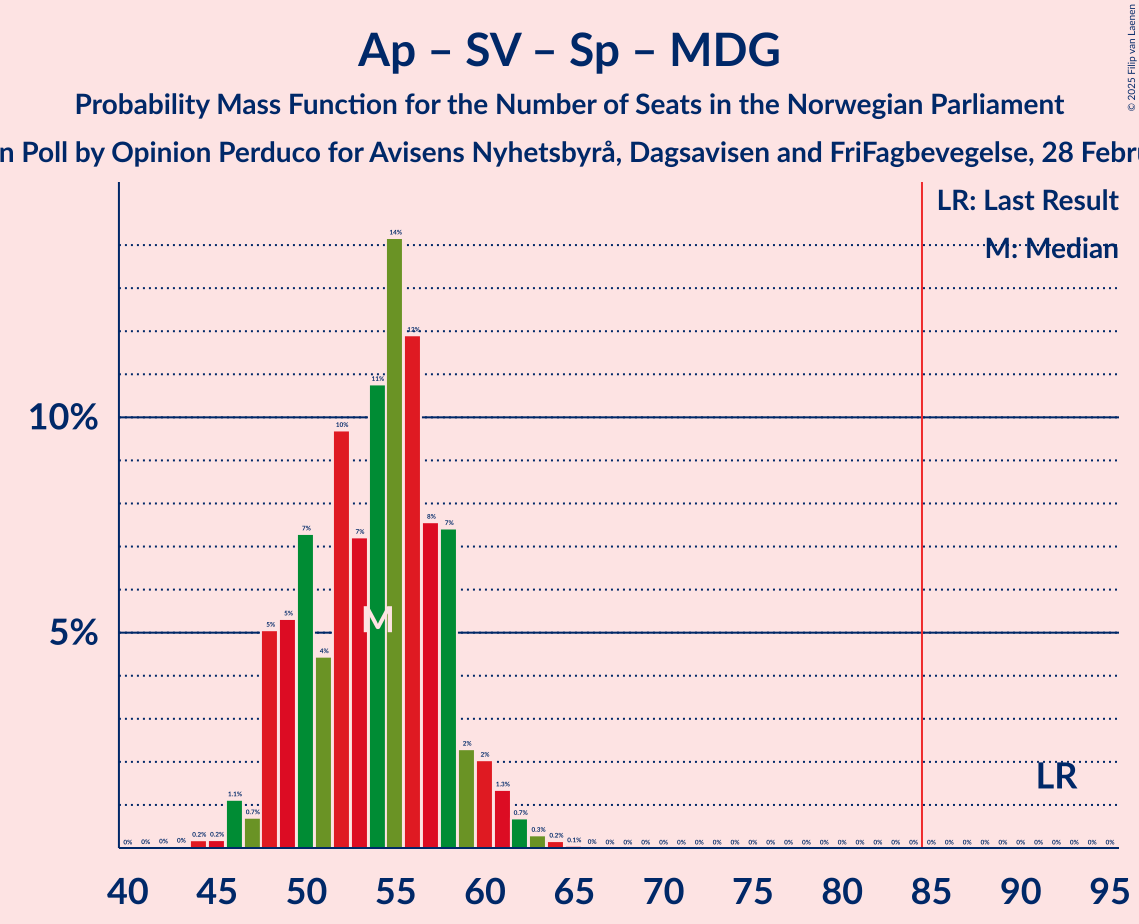 Ap – SV – Sp – MDG
Probability Mass Function for the Number of Seats in the Norwegian Parliament
n Poll by Opinion Perduco for Avisens Nyhetsbyrå, Dagsavisen and FriFagbevegelse, 28 Febru
© 2025 Filip van Laenen
LR: Last Result
M: Median
10%
5%
0% 0% 0% 0% 0.2% 0.2% 1.1% 0.7% 5% 5% 7% 4% 10% 7% 11% 14% 12% 8% 7% 2% 2% 1.3% 0.7% 0.3% 0.2% 0.1% 0% 0% 0% 0% 0% 0% 0% 0% 0% 0% 0% 0% 0% 0% 0% 0% 0% 0% 0% 0% 0% 0% 0% 0% 0% 0% 0% 0% 0% 0%
M
LR
40 45 50 55 60 65 70 75 80 85 90 95